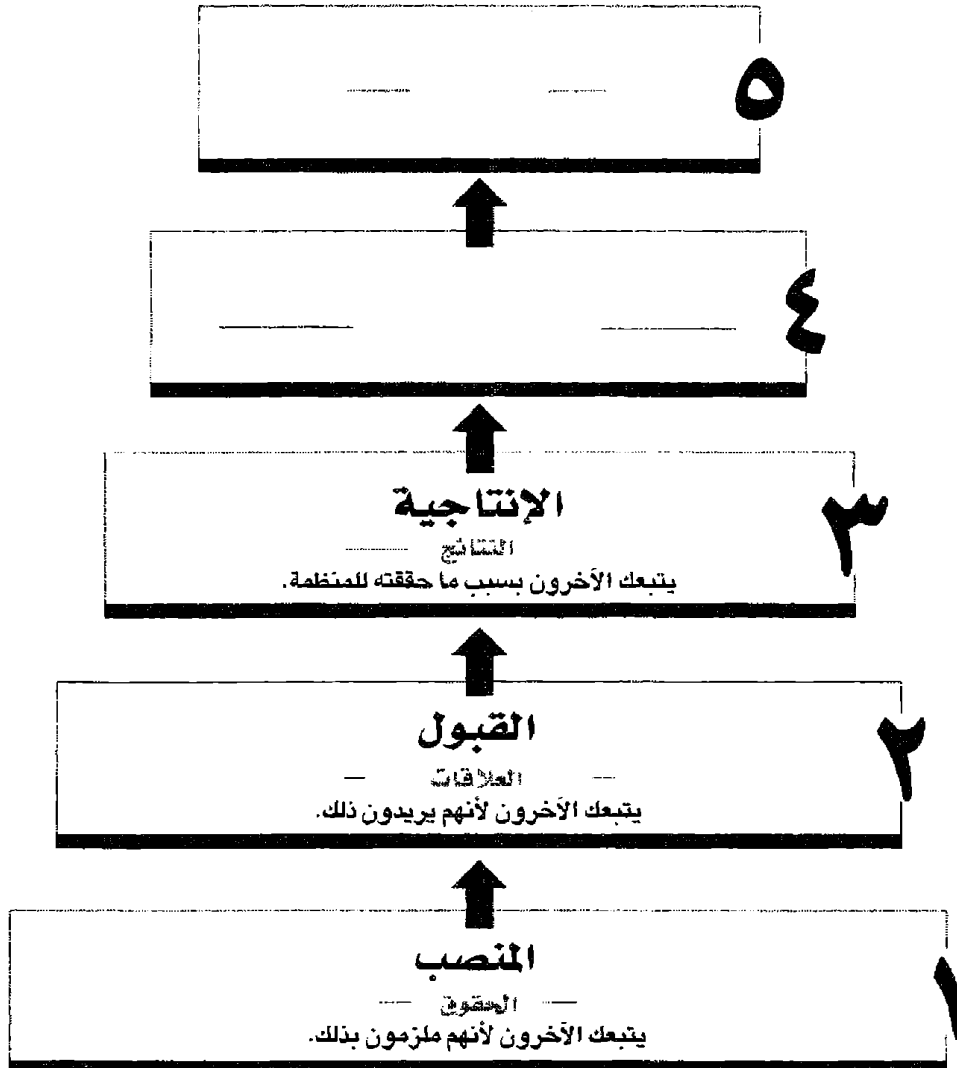 ٥
٤
٣
الإنتاجية
النتائج
يتبعك الآخرون بسبب ما حققته للمنظمة.
٢
القبول
العلاقات
يتبعك الآخرون لأنهم يريدون ذلك.
١
المنصب
الحقوق
يتبعك الآخرون لأنهم ملزمون بذلك.